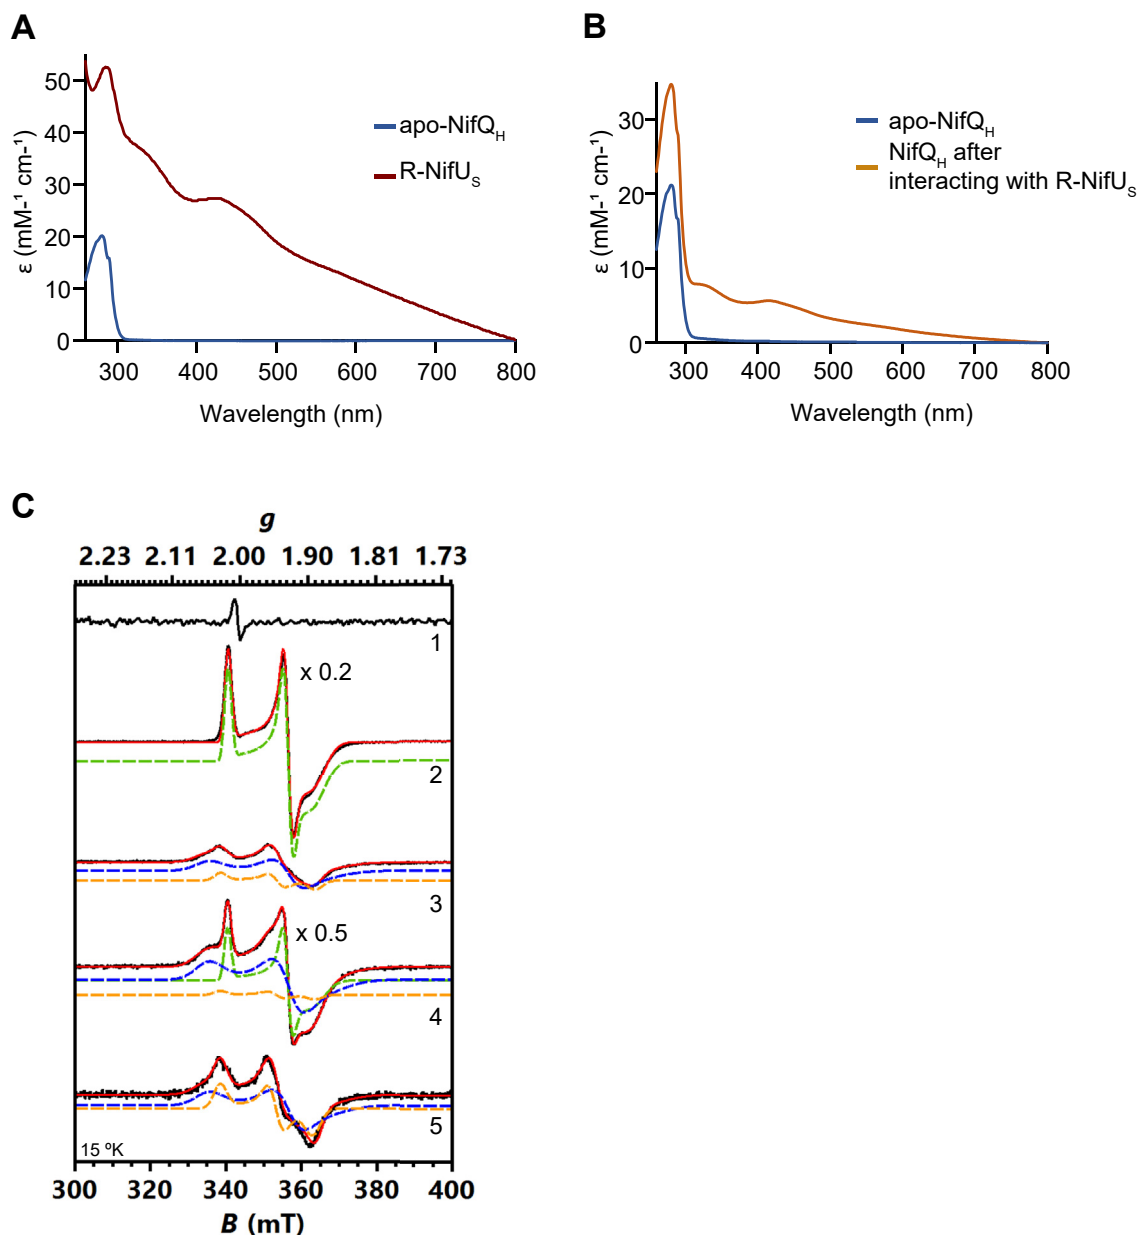 A
ε (mM-¹ cm-¹)
50
40
30
20
10
0
apo-NifQH
R-NifUS
300 400 500 600 700 800
Wavelength (nm)
B
ε (mM-¹ cm-¹)
30
20
10
0
apo-NifQH
NifQH after
interacting with R-NifUS
300 400 500 600 700 800
Wavelength (nm)
C
g
2.23 2.11 2.00 1.90 1.81 1.73
1
x 0.2
2
3
x 0.5
4
5
15 ºK
300 320 340 360 380 400
B (mT)